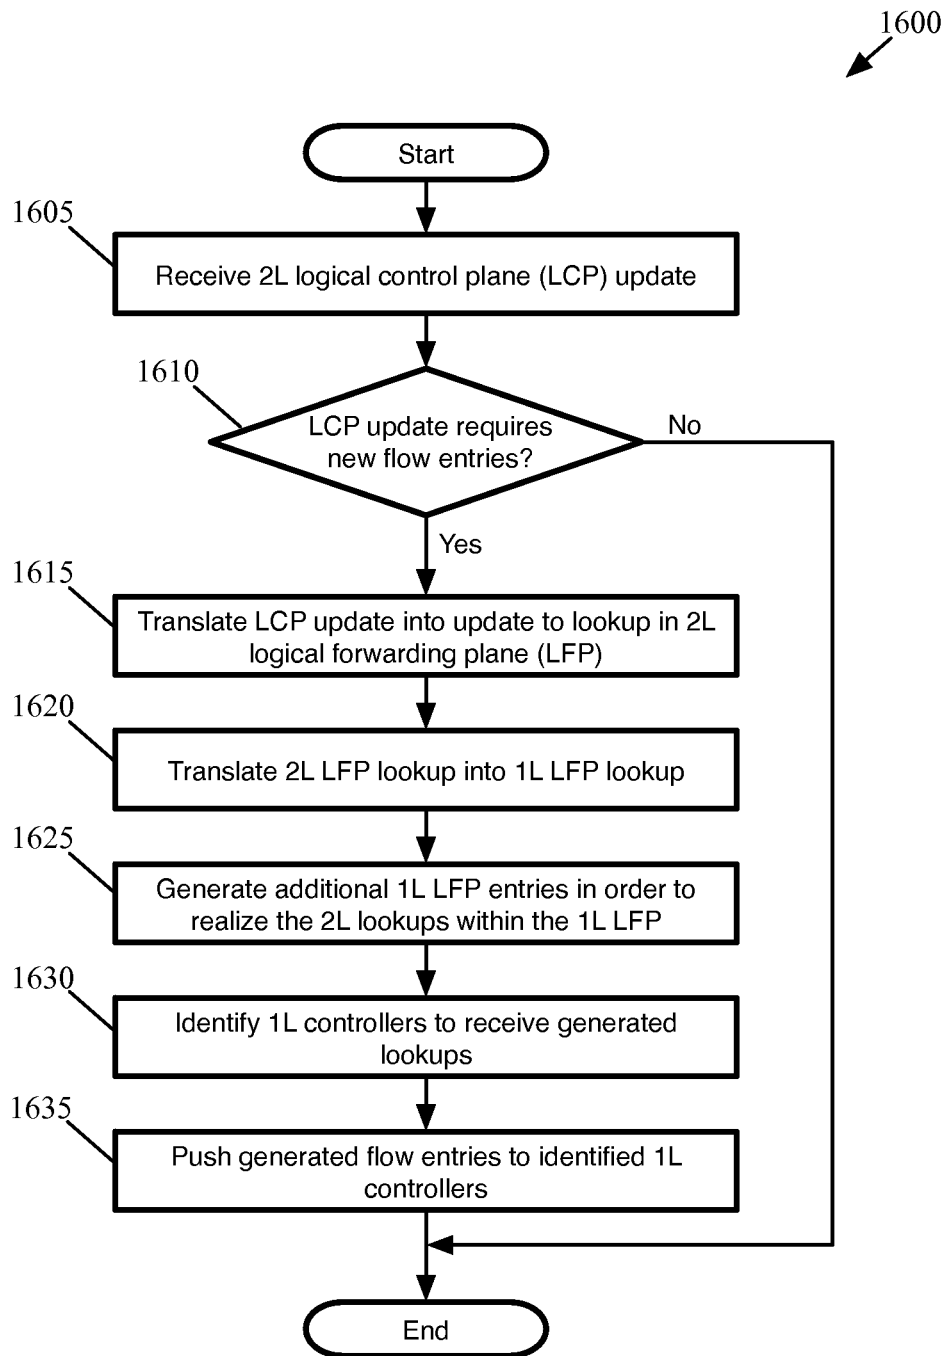 1600
Start
1605
Receive 2L logical control plane (LCP) update
1610
LCP update requires
new flow entries?
No
Yes
1615
Translate LCP update into update to lookup in 2L
logical forwarding plane (LFP)
1620
Translate 2L LFP lookup into 1L LFP lookup
1625
Generate additional 1L LFP entries in order to
realize the 2L lookups within the 1L LFP
1630
Identify 1L controllers to receive generated
lookups
1635
Push generated flow entries to identified 1L
controllers
End